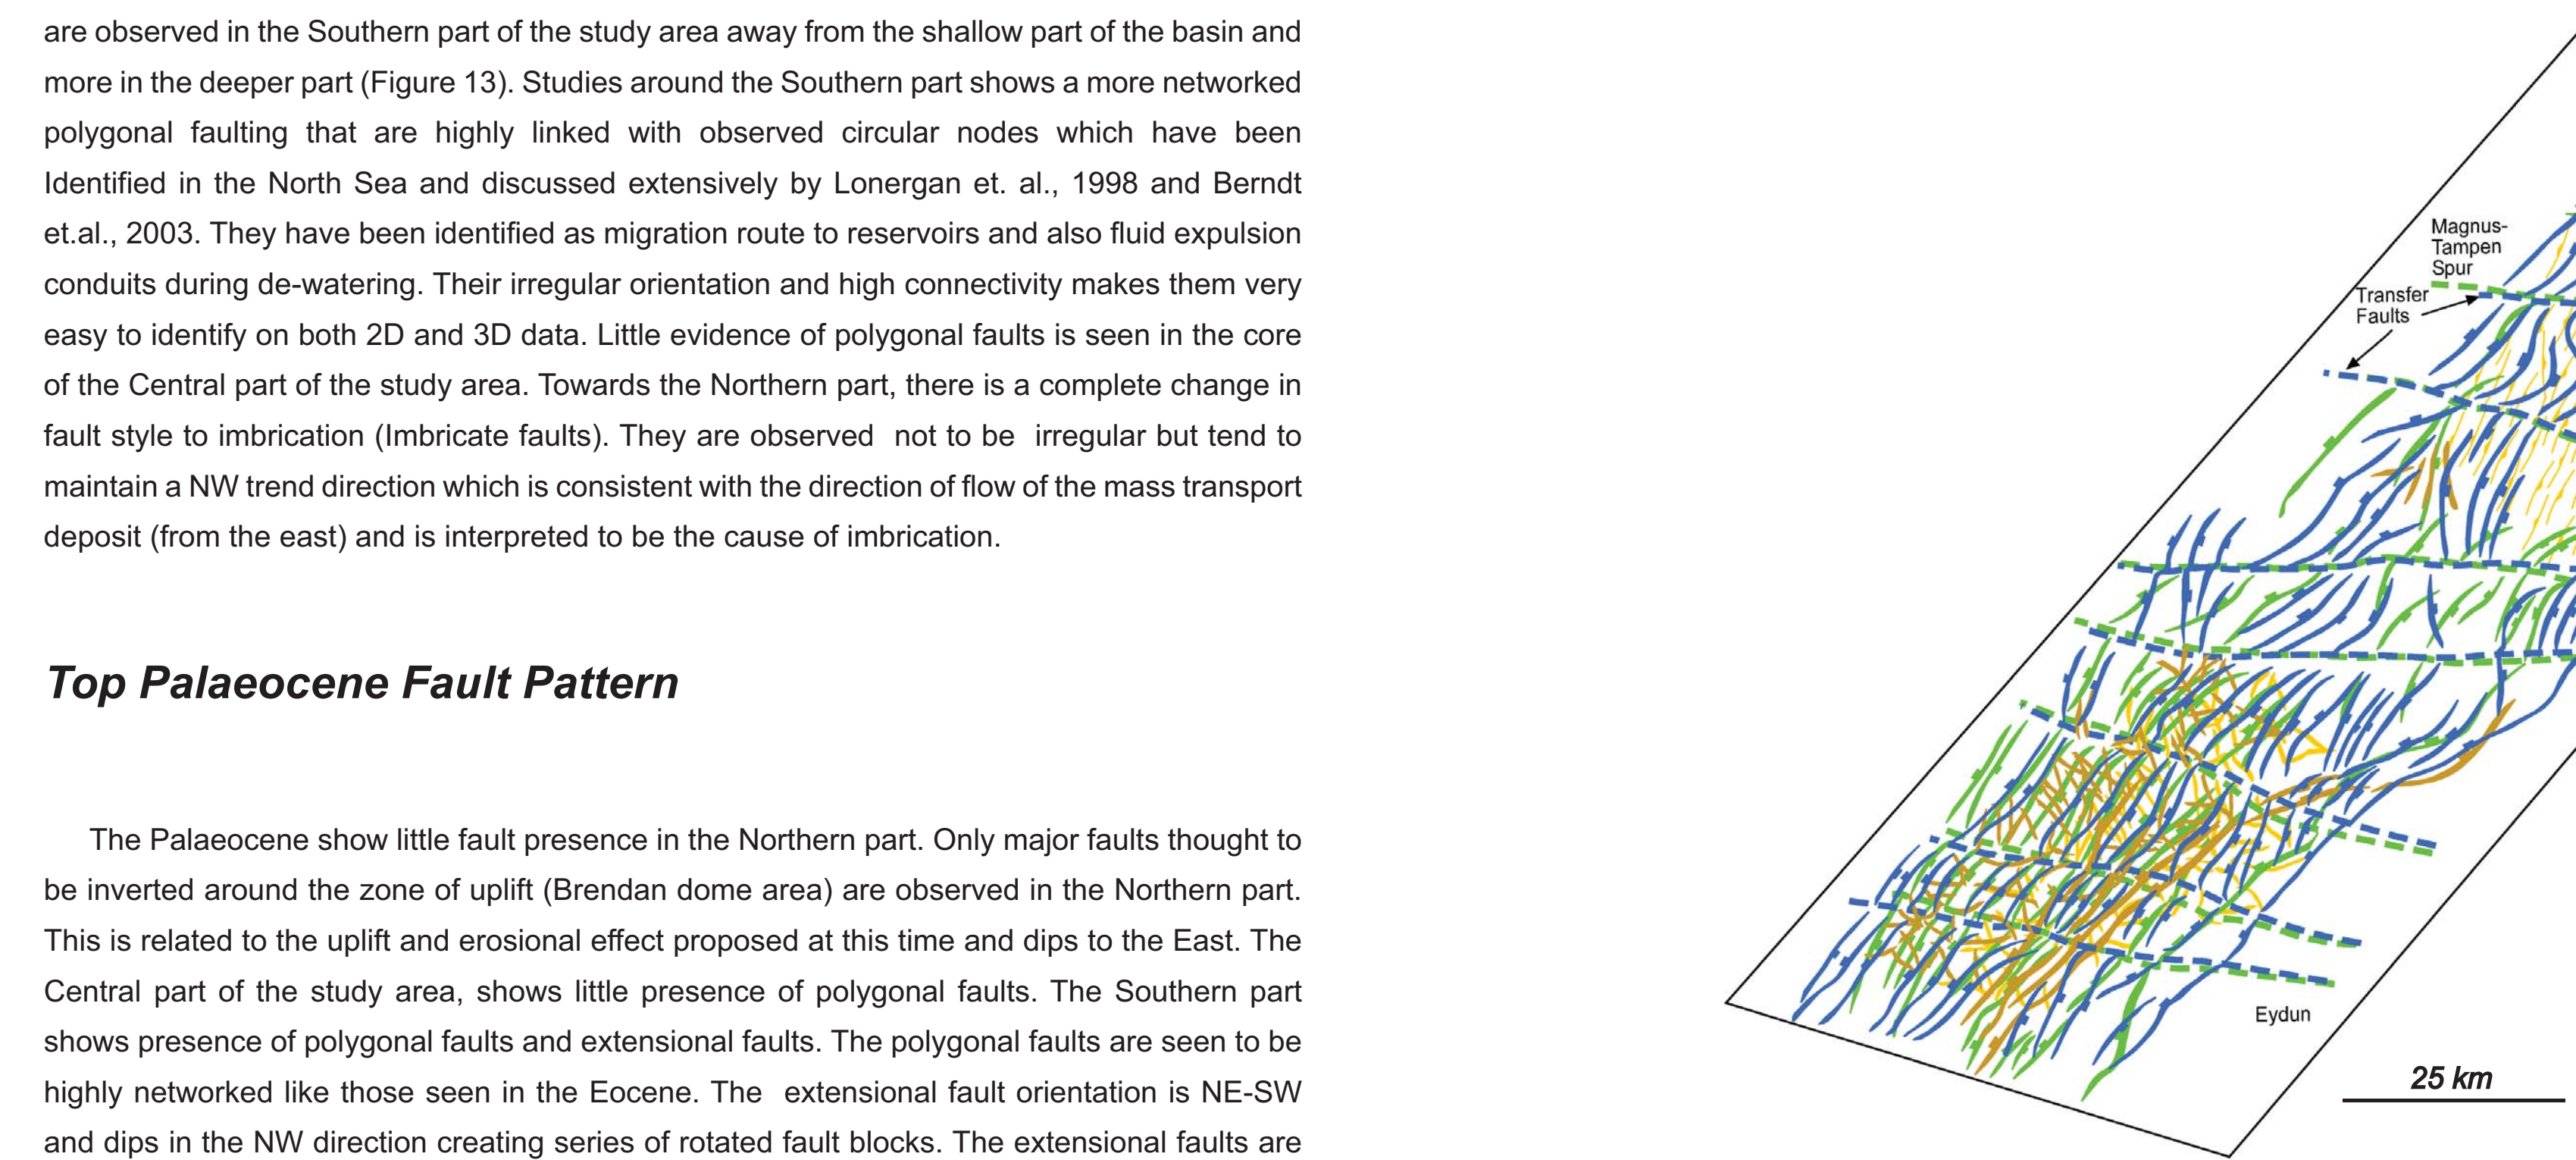 are observed in the Southern part of the study area away from the shallow part of the basin and
more in the deeper part (Figure 13). Studies around the Southern part shows a more networked
polygonal faulting that are highly linked with observed circular nodes which have been
Identified in the North Sea and discussed extensively by Lonergan et. al., 1998 and Berndt
et.al., 2003. They have been identified as migration route to reservoirs and also fluid expulsion
conduits during de-watering. Their irregular orientation and high connectivity makes them very
easy to identify on both 2D and 3D data. Little evidence of polygonal faults is seen in the core
of the Central part of the study area. Towards the Northern part, there is a complete change in
fault style to imbrication (Imbricate faults). They are observed not to be irregular but tend to
maintain a NW trend direction which is consistent with the direction of flow of the mass transport
deposit (from the east) and is interpreted to be the cause of imbrication.
Top Palaeocene Fault Pattern
The Palaeocene show little fault presence in the Northern part. Only major faults thought to
be inverted around the zone of uplift (Brendan dome area) are observed in the Northern part.
This is related to the uplift and erosional effect proposed at this time and dips to the East. The
Central part of the study area, shows little presence of polygonal faults. The Southern part
shows presence of polygonal faults and extensional faults. The polygonal faults are seen to be
highly networked like those seen in the Eocene. The extensional fault orientation is NE-SW
and dips in the NW direction creating series of rotated fault blocks. The extensional faults are
Magnus-
Tampen
Spur
Transfer
Faults
Eydun
25 km